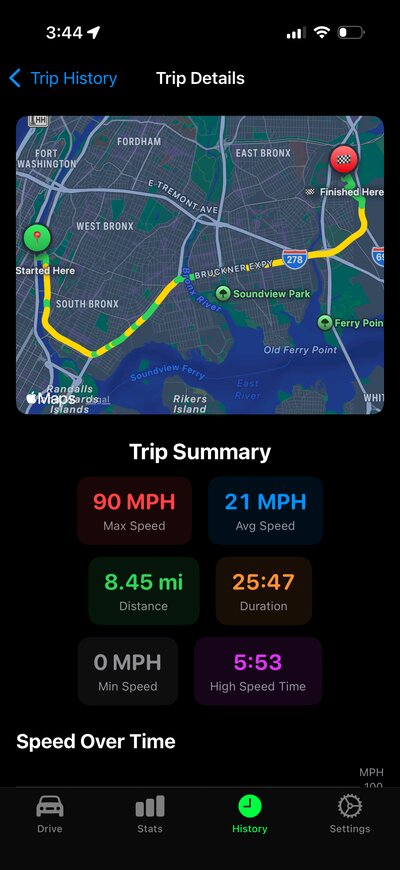 3:44
Trip History
Trip Details
HH
FORDHAM
FORT
WASHINGTON
EAST BRONX
E TREMONT AVE
Finished Here
WEST BRONX
Started Here
BRUCKNER EXPY
278
69
Bronx River
Soundview Park
SOUTH BRONX
Ferry Poin
Old Ferry Point
Soundview Ferry
East
River
Randalls
Islands
Maps
Legal
Rikers
Island
WHIT
Trip Summary
90 MPH
Max Speed
21 MPH
Avg Speed
8.45 mi
Distance
25:47
Duration
0 MPH
Min Speed
5:53
High Speed Time
Speed Over Time
MPH
100
Drive
Stats
History
Settings